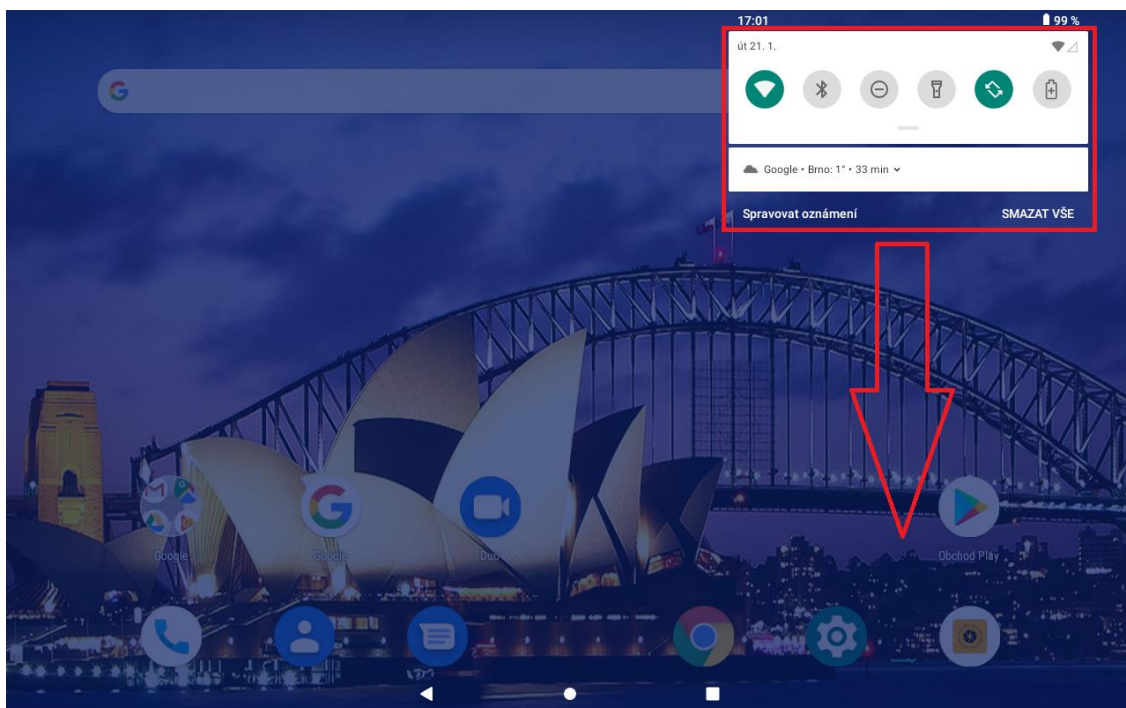 17:01
99 %
út 21. 1.
Google • Brno: 1° • 33 min
Spravovat oznámení
SMAZAT VŠE
Google
Google
Duo
Obchod Play